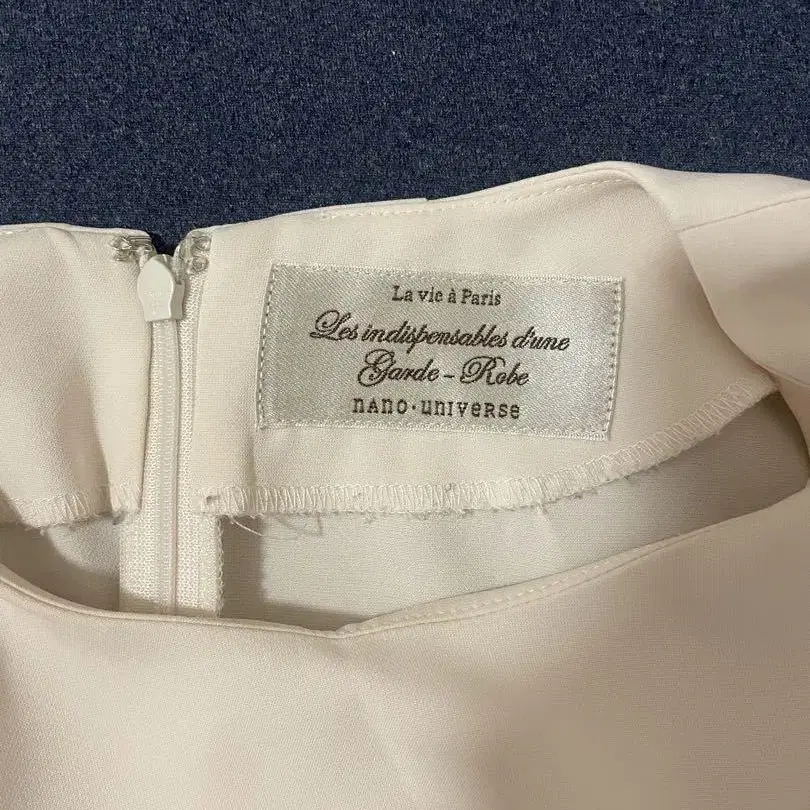 La vie à Paris
Les indispensables d'une
Garde-Robe
nano·universe